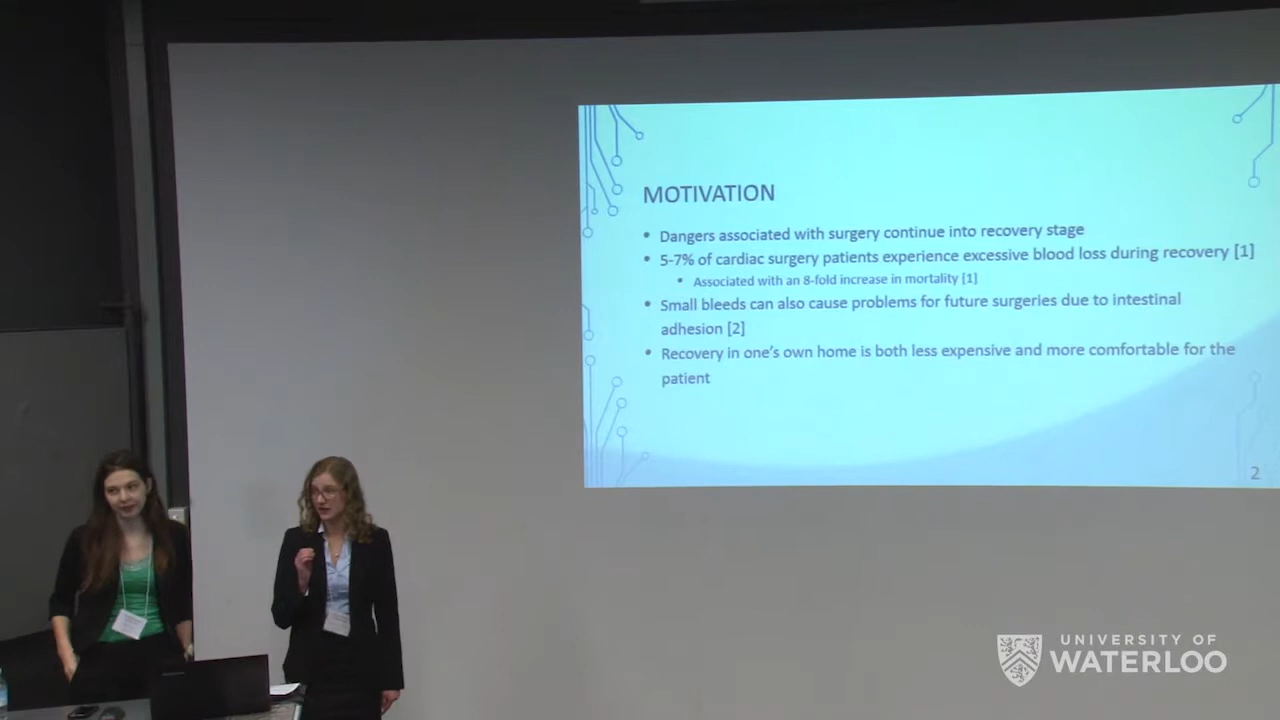 MOTIVATION
• Dangers associated with surgery continue into recovery stage
• 5-7% of cardiac surgery patients experience excessive blood loss during recovery [1]
• Associated with an 8-fold increase in mortality [1]
• Small bleeds can also cause problems for future surgeries due to intestinal
adhesion [2]
• Recovery in one's own home is both less expensive and more comfortable for the
patient
2
UNIVERSITY OF
WATERLOO